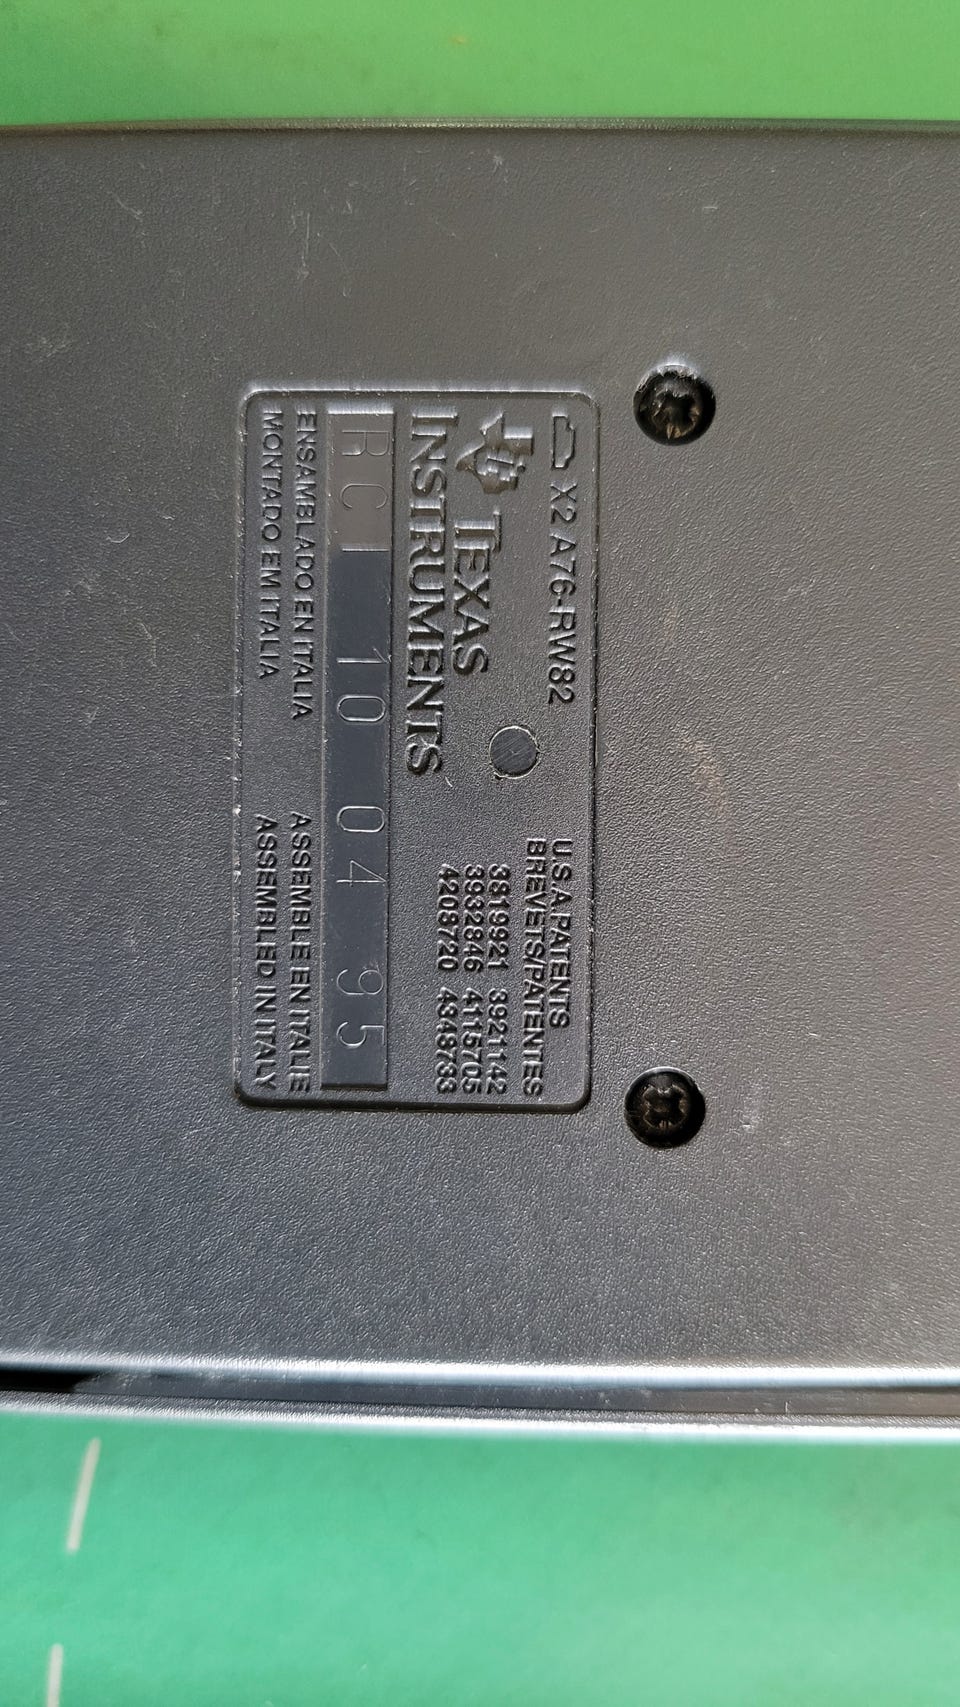 X2 A76-RW82
TEXAS
INSTRUMENTS
U.S.A PATENTS
BREVETS/PATENTES
3819921 3921142
3932846 4115705
4208720 4348733
RCI 10 04 95
ENSAMBLADO EN ITALIA
MONTADO EM ITALIA
ASSEMBLE EN ITALIE
ASSEMBLED IN ITALY